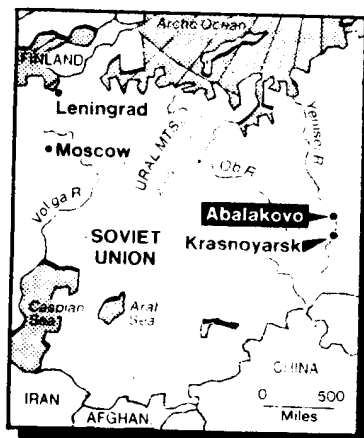 Arctic Ocean
FINLAND
Leningrad
Moscow
URAL MTS.
Yenisei R
Ob R
Volga R
Abalakovo
SOVIET
UNION
Krasnoyarsk
Caspian
Sea
Aral
Sea
CHINA
IRAN
AFGHAN.
0 500
Miles